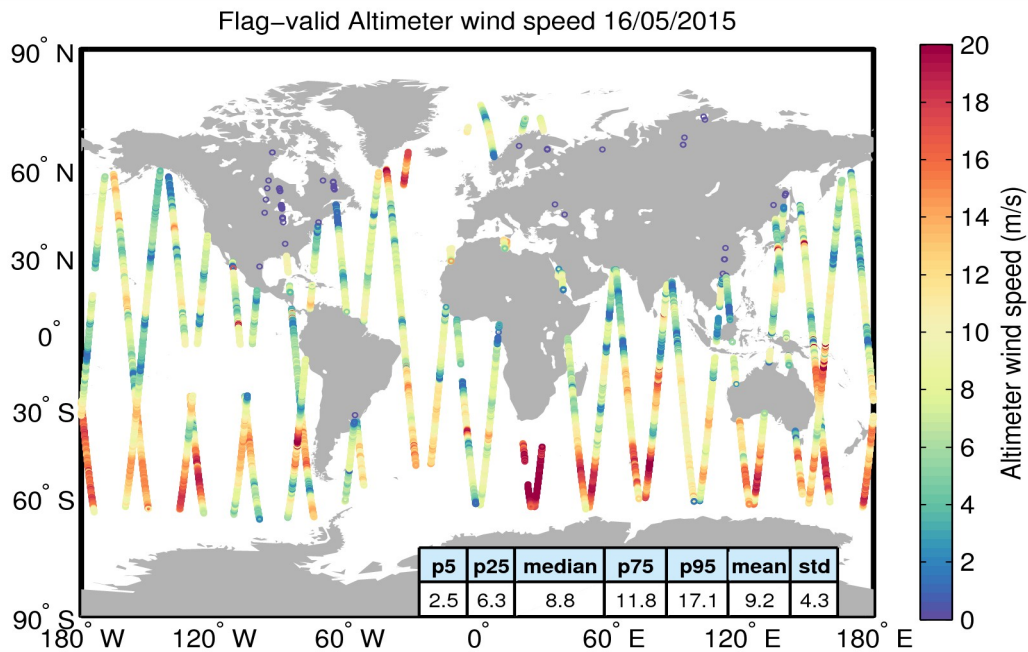 Flag−valid Altimeter wind speed 16/05/2015
90° N
60° N
30° N
0°
30° S
60° S
90° S
180° W
120° W
60° W
0°
60° E
120° E
180° E
p5 p25 median p75 p95 mean std
2.5 6.3 8.8 11.8 17.1 9.2 4.3
20
18
16
14
12
10
8
6
4
2
0
Altimeter wind speed (m/s)